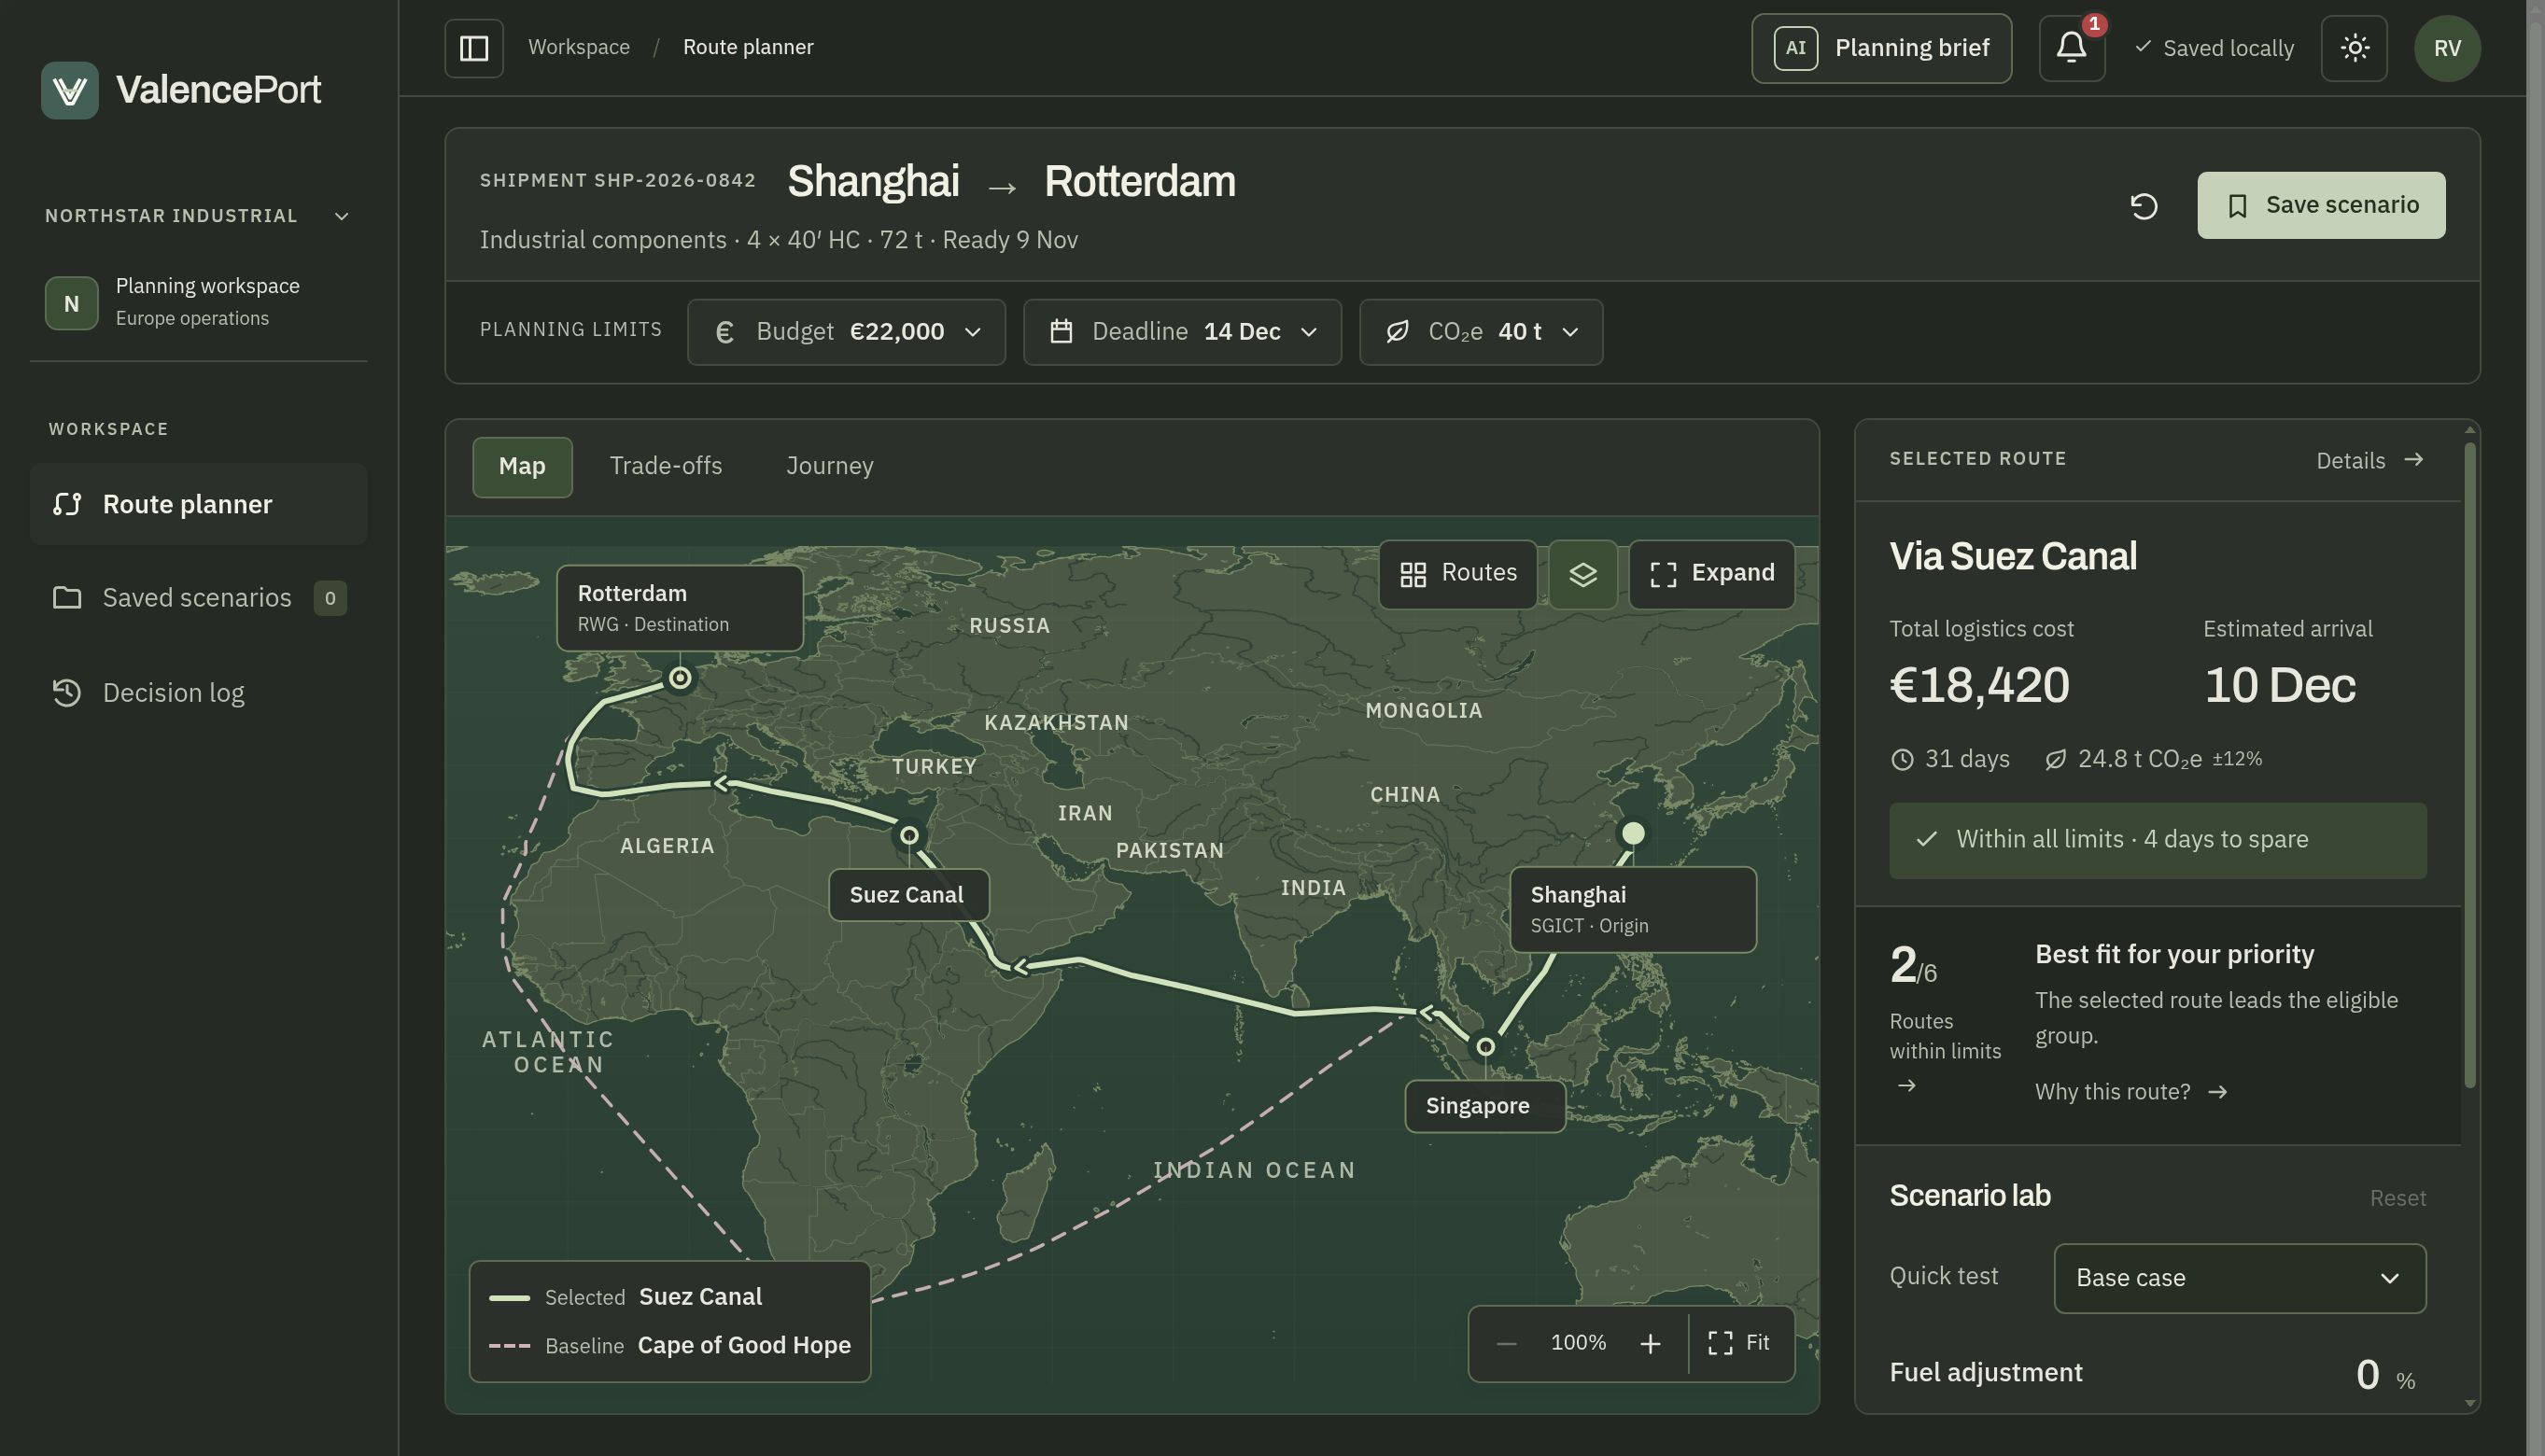 ValencePort
NORTHSTAR INDUSTRIAL
N
Planning workspace
Europe operations
WORKSPACE
Route planner
Saved scenarios 0
Decision log
Workspace / Route planner
AI Planning brief
1
Saved locally
RV
SHIPMENT SHP-2026-0842 Shanghai → Rotterdam
Industrial components · 4 × 40′ HC · 72 t · Ready 9 Nov
Save scenario
PLANNING LIMITS € Budget €22,000 Deadline 14 Dec CO₂e 40 t
Map Trade-offs Journey
Routes Expand
Rotterdam
RWG · Destination
RUSSIA
KAZAKHSTAN
MONGOLIA
TURKEY
CHINA
IRAN
ALGERIA
PAKISTAN
INDIA
Suez Canal
Shanghai
SGICT · Origin
ATLANTIC
OCEAN
Singapore
INDIAN OCEAN
Selected Suez Canal
Baseline Cape of Good Hope
100% Fit
SELECTED ROUTE Details →
Via Suez Canal
Total logistics cost Estimated arrival
€18,420 10 Dec
31 days 24.8 t CO₂e ±12%
Within all limits · 4 days to spare
2/6
Routes
within limits
→
Best fit for your priority
The selected route leads the eligible
group.
Why this route? →
Scenario lab Reset
Quick test Base case
Fuel adjustment 0 %